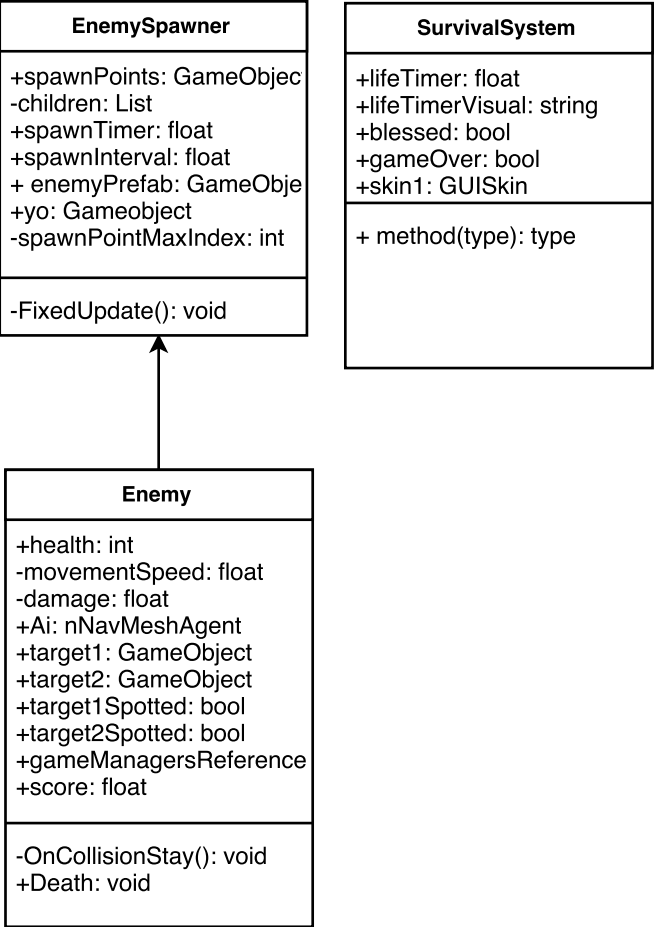 EnemySpawner
+spawnPoints: GameObjec
-children: List
+spawnTimer: float
+spawnInterval: float
+ enemyPrefab: GameObje
+yo: Gameobject
-spawnPointMaxIndex: int
-FixedUpdate(): void
SurvivalSystem
+lifeTimer: float
+lifeTimerVisual: string
+blessed: bool
+gameOver: bool
+skin1: GUISkin
+ method(type): type
Enemy
+health: int
-movementSpeed: float
-damage: float
+Ai: nNavMeshAgent
+target1: GameObject
+target2: GameObject
+target1Spotted: bool
+target2Spotted: bool
+gameManagersReference
+score: float
-OnCollisionStay(): void
+Death: void